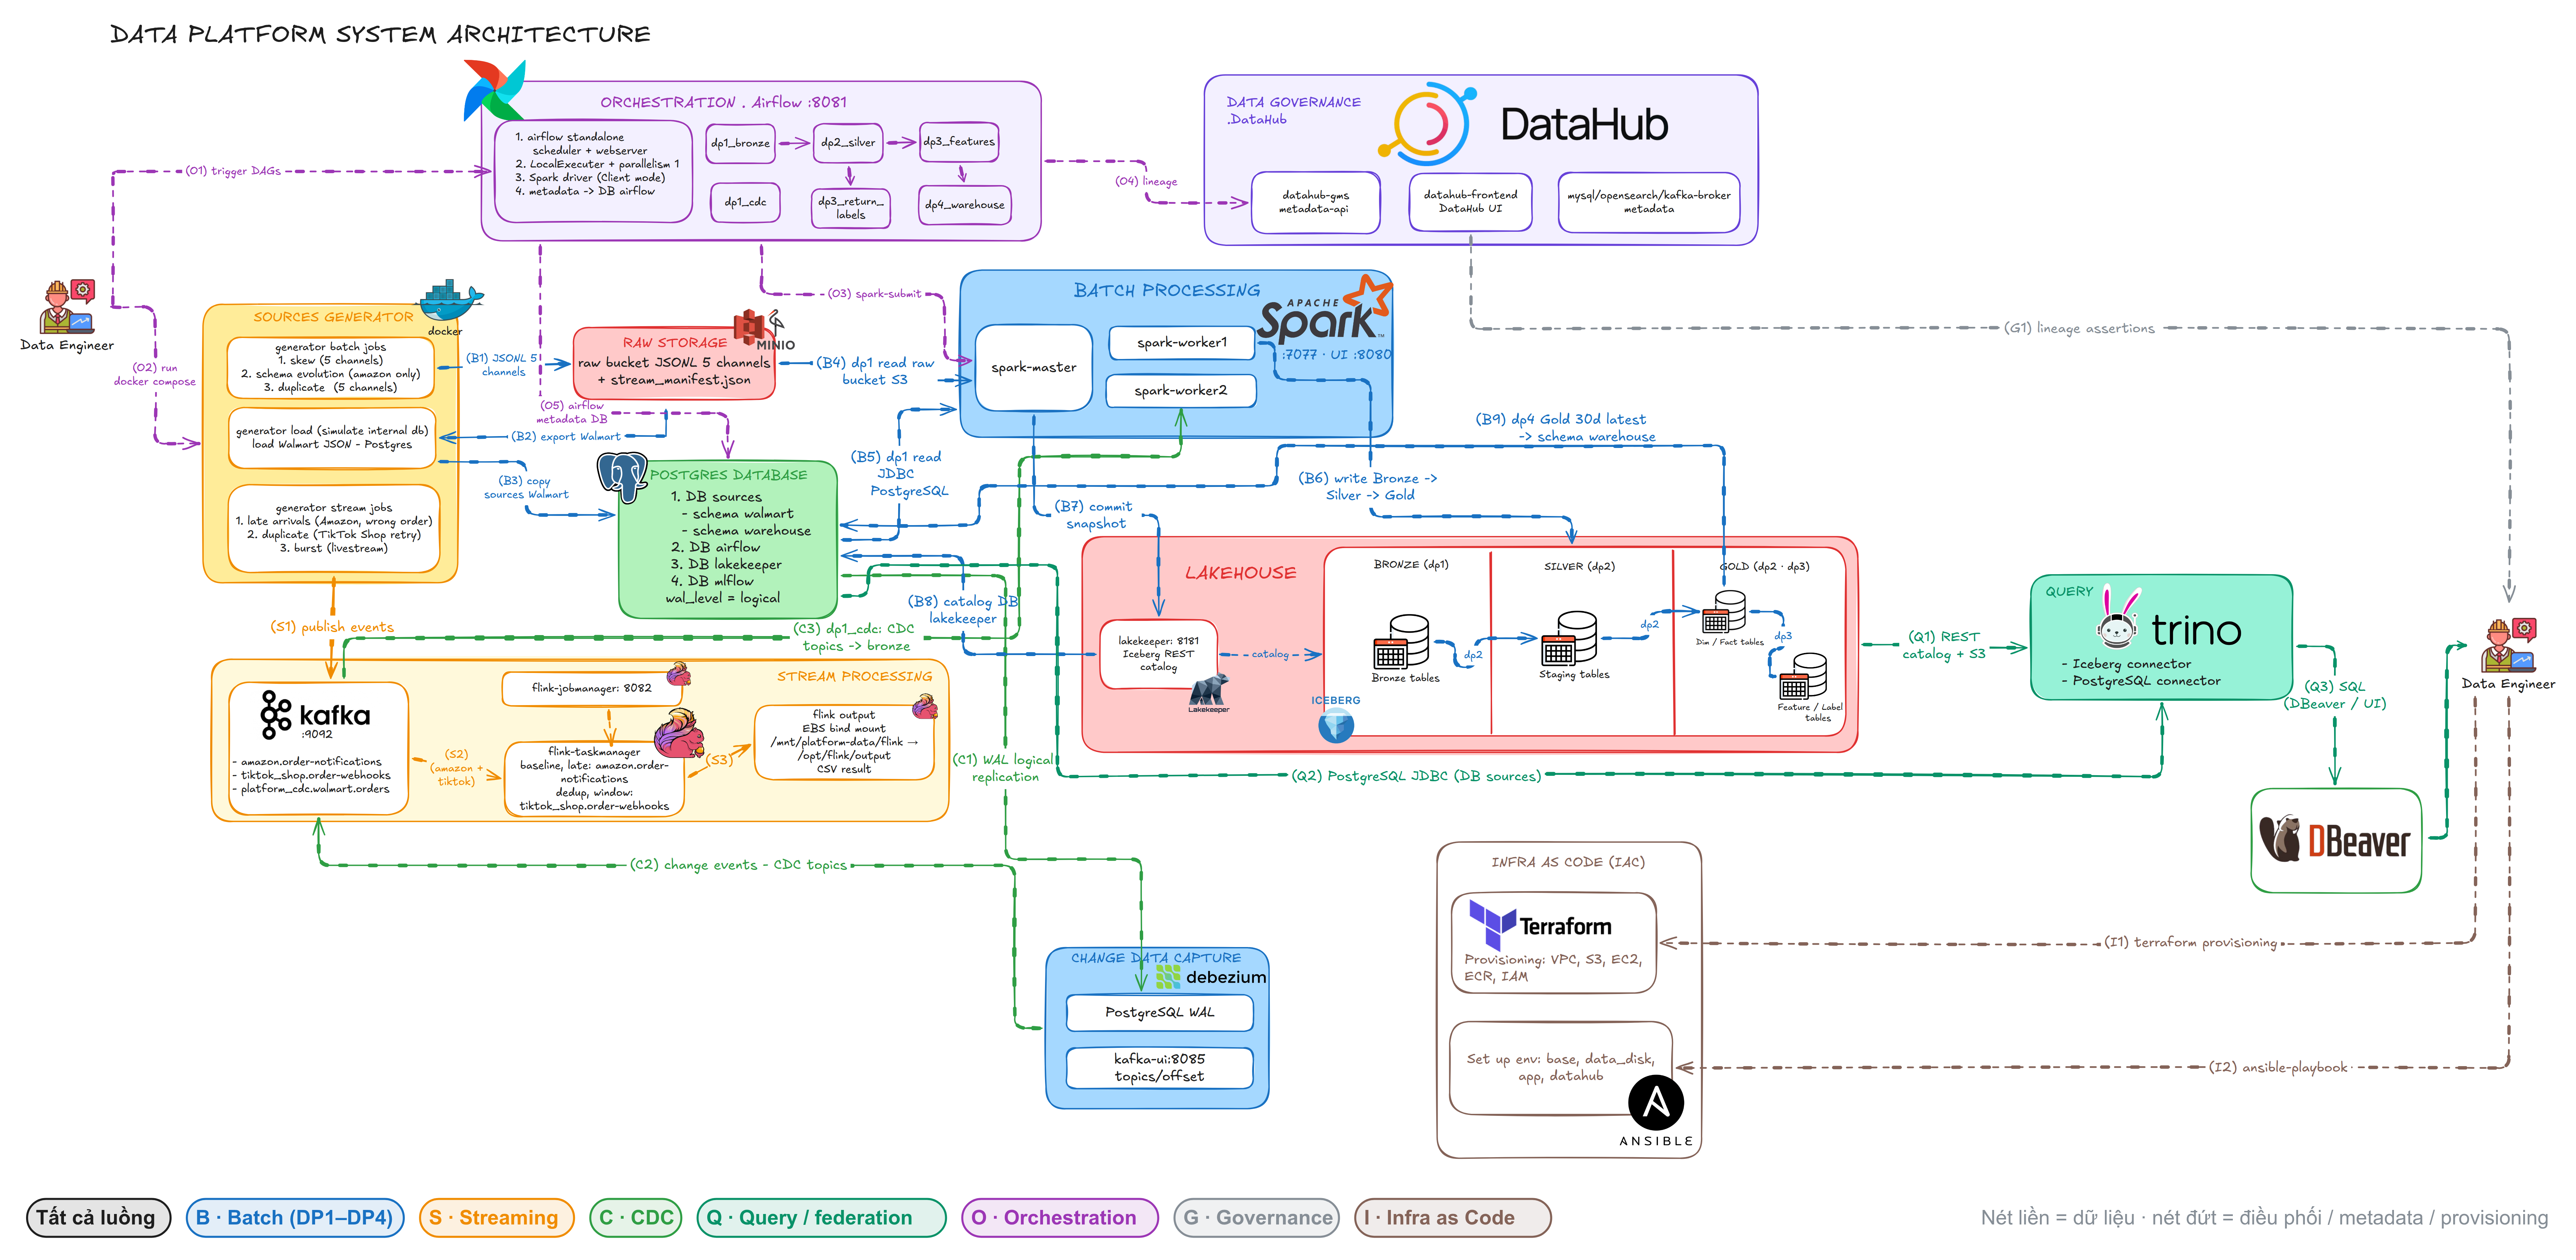 DATA PLATFORM SYSTEM ARCHITECTURE
ORCHESTRATION . Airflow :8081
1. airflow standalone
scheduler + webserver
2. LocalExecuter + parallelism 1
3. Spark driver (Client mode)
4. metadata -> DB airflow
dp1_bronze
dp2_silver
dp3_features
dp1_cdc
dp3_return_
labels
dp4_warehouse
DATA GOVERNANCE
.DataHub
DataHub
datahub-gms
metadata-api
datahub-frontend
DataHub UI
mysql/opensearch/kafka-broker
metadata
(O1) trigger DAGs
(O4) lineage
Data Engineer
(O2) run
docker compose
SOURCES GENERATOR
docker
generator batch jobs
1. skew (5 channels)
2. schema evolution (amazon only)
3. duplicate (5 channels)
generator load (simulate internal db)
load Walmart JSON - Postgres
generator stream jobs
1. late arrivals (Amazon, wrong order)
2. duplicate (TikTok Shop retry)
3. burst (livestream)
(B1) JSONL 5
channels
RAW STORAGE
MINIO
raw bucket JSONL 5 channels
+ stream_manifest.json
(O3) spark-submit
(B4) dp1 read raw
bucket S3
(O5) airflow
metadata DB
(B2) export Walmart
(B3) copy
sources Walmart
BATCH PROCESSING
APACHE
Spark
™
:7077 · UI :8080
spark-master
spark-worker1
spark-worker2
(G1) lineage assertions
POSTGRES DATABASE
1. DB sources
- schema walmart
- schema warehouse
2. DB airflow
3. DB lakekeeper
4. DB mlflow
wal_level = logical
(B5) dp1 read
JDBC
PostgreSQL
(B9) dp4 Gold 30d latest
-> schema warehouse
(B6) write Bronze ->
Silver -> Gold
(B7) commit
snapshot
(B8) catalog DB
lakekeeper
LAKEHOUSE
BRONZE (dp1)
SILVER (dp2)
GOLD (dp2 · dp3)
lakekeeper: 8181
Iceberg REST
catalog
Lakekeeper
catalog
ICEBERG
Bronze tables
dp2
Staging tables
dp2
Dim / Fact tables
dp3
Feature / Label
tables
(Q1) REST
catalog + S3
QUERY
trino
- Iceberg connector
- PostgreSQL connector
Data Engineer
(Q3) SQL
(DBeaver / UI)
DBeaver
(S1) publish events
(C3) dp1_cdc: CDC
topics -> bronze
STREAM PROCESSING
kafka
:9092
- amazon.order-notifications
- tiktok_shop.order-webhooks
- platform_cdc.walmart.orders
(S2)
(amazon +
tiktok)
flink-jobmanager: 8082
flink-taskmanager
baseline, late: amazon.order-
notifications
dedup, window:
tiktok_shop.order-webhooks
(S3)
flink output
EBS bind mount
/mnt/platform-data/flink →
/opt/flink/output
CSV result
(C1) WAL logical
replication
(Q2) PostgreSQL JDBC (DB sources)
(C2) change events - CDC topics
CHANGE DATA CAPTURE
debezium
PostgreSQL WAL
kafka-ui:8085
topics/offset
INFRA AS CODE (IAC)
Terraform
Provisioning: VPC, S3, EC2,
ECR, IAM
Set up env: base, data_disk,
app, datahub
ANSIBLE
(I1) terraform provisioning
(I2) ansible-playbook
Tất cả luồng
B · Batch (DP1–DP4)
S · Streaming
C · CDC
Q · Query / federation
O · Orchestration
G · Governance
I · Infra as Code
Nét liền = dữ liệu · nét đứt = điều phối / metadata / provisioning